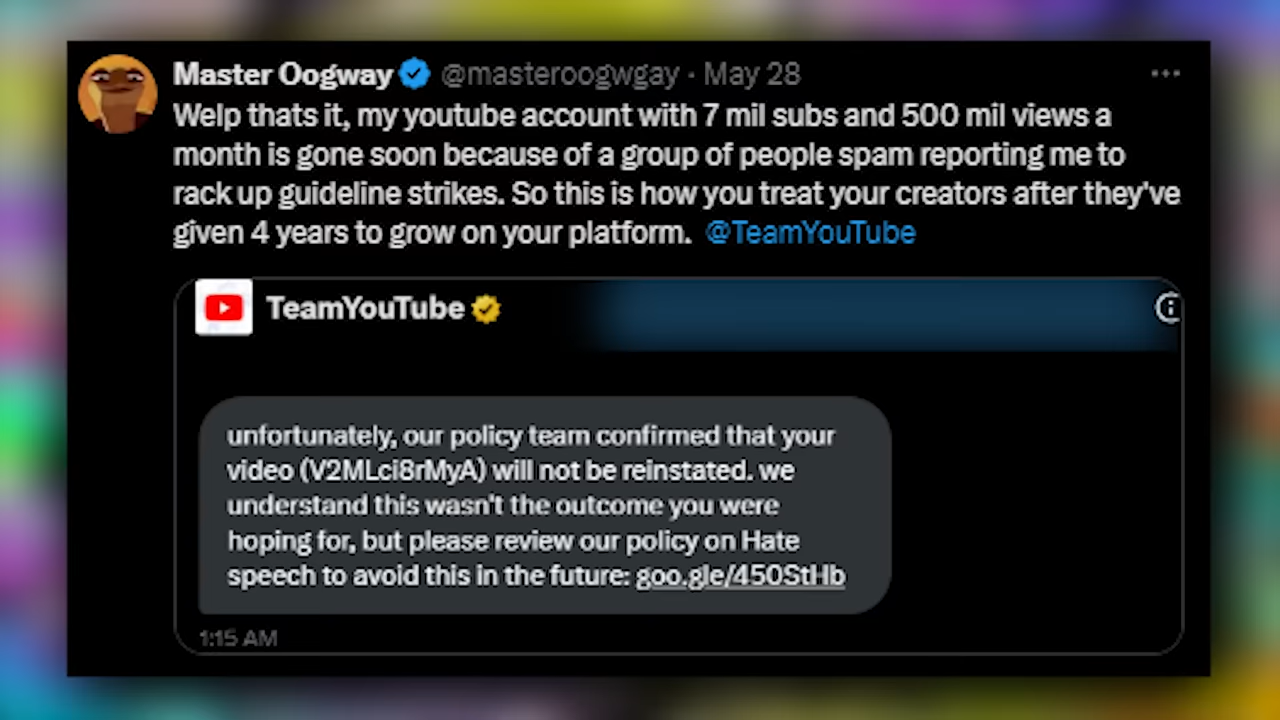 Master Oogway @masteroogwgay · May 28
Welp thats it, my youtube account with 7 mil subs and 500 mil views a
month is gone soon because of a group of people spam reporting me to
rack up guideline strikes. So this is how you treat your creators after they've
given 4 years to grow on your platform. @TeamYouTube
TeamYouTube
unfortunately, our policy team confirmed that your
video (V2MLci8rMyA) will not be reinstated. we
understand this wasn't the outcome you were
hoping for, but please review our policy on Hate
speech to avoid this in the future: goo.gle/450StHb
1:15 AM